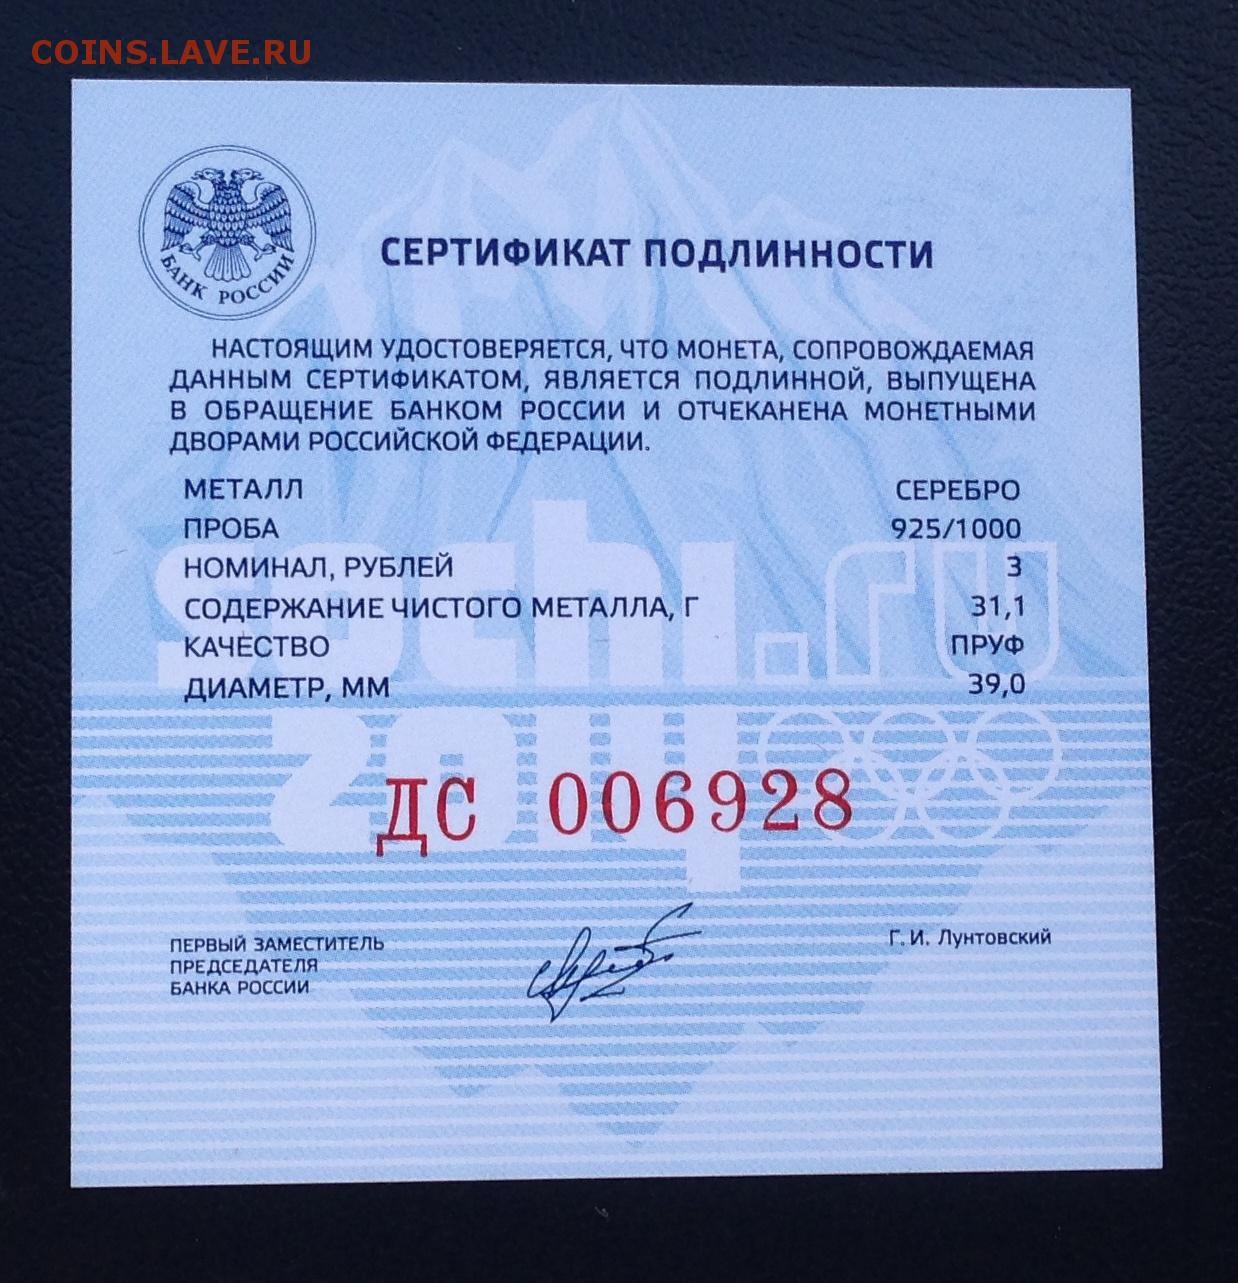 COINS.LAVE.RU
БАНК РОССИИ
СЕРТИФИКАТ ПОДЛИННОСТИ
НАСТОЯЩИМ УДОСТОВЕРЯЕТСЯ, ЧТО МОНЕТА, СОПРОВОЖДАЕМАЯ
ДАННЫМ СЕРТИФИКАТОМ, ЯВЛЯЕТСЯ ПОДЛИННОЙ, ВЫПУЩЕНА
В ОБРАЩЕНИЕ БАНКОМ РОССИИ И ОТЧЕКАНЕНА МОНЕТНЫМИ
ДВОРАМИ РОССИЙСКОЙ ФЕДЕРАЦИИ.
МЕТАЛЛ СЕРЕБРО
ПРОБА 925/1000
НОМИНАЛ, РУБЛЕЙ 3
СОДЕРЖАНИЕ ЧИСТОГО МЕТАЛЛА, Г 31,1
КАЧЕСТВО ПРУФ
ДИАМЕТР, ММ 39,0
sochi.ru
2014
ДС 006928
ПЕРВЫЙ ЗАМЕСТИТЕЛЬ
ПРЕДСЕДАТЕЛЯ
БАНКА РОССИИ
Г. И. Лунтовский